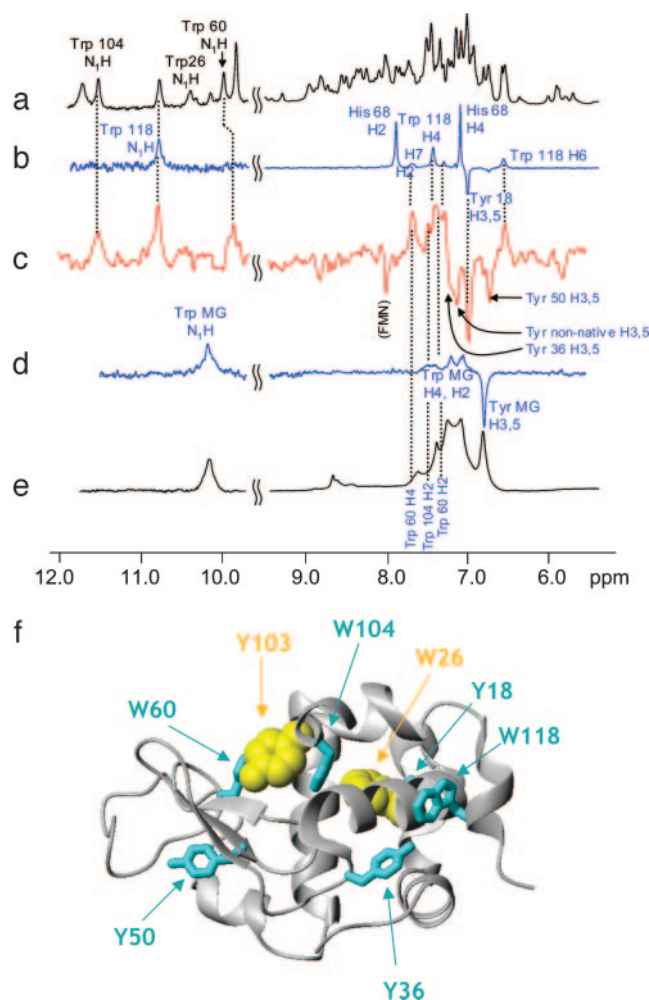 Trp 104
N1H
Trp26
N1H
Trp 60
N1H
a
His 68
H2
Trp 118
H4
His 68
H4
Trp 118
N1H
b
H7
H2
Trp 118 H6
Tyr 18
H3,5
c
(FMN)
Tyr 50 H3,5
Tyr non-native H3,5
Tyr 36 H3,5
Trp MG
N1H
d
Trp MG
H4, H2
Tyr MG
H3,5
e
Trp 60 H4
Trp 104 H2
Trp 60 H2
12.0 11.0 10.0 9.0 8.0 7.0 6.0 ppm
f
Y103
W104
W26
W60
Y18
W118
Y50
Y36